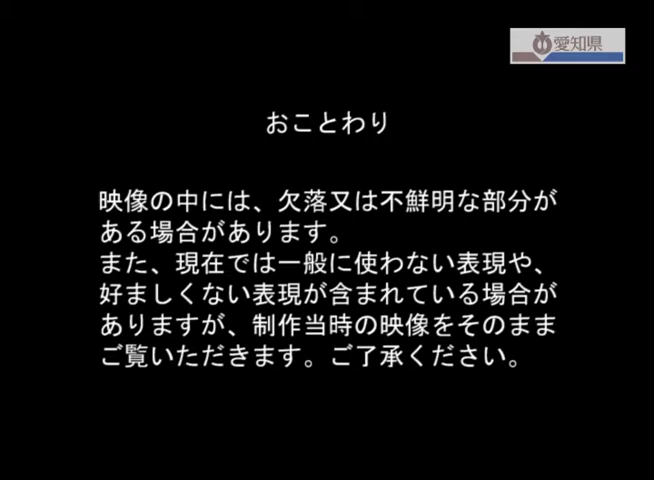 愛知県
おことわり
映像の中には、欠落又は不鮮明な部分が
ある場合があります。
また、現在では一般に使わない表現や、
好ましくない表現が含まれている場合が
ありますが、制作当時の映像をそのまま
ご覧いただきます。ご了承ください。